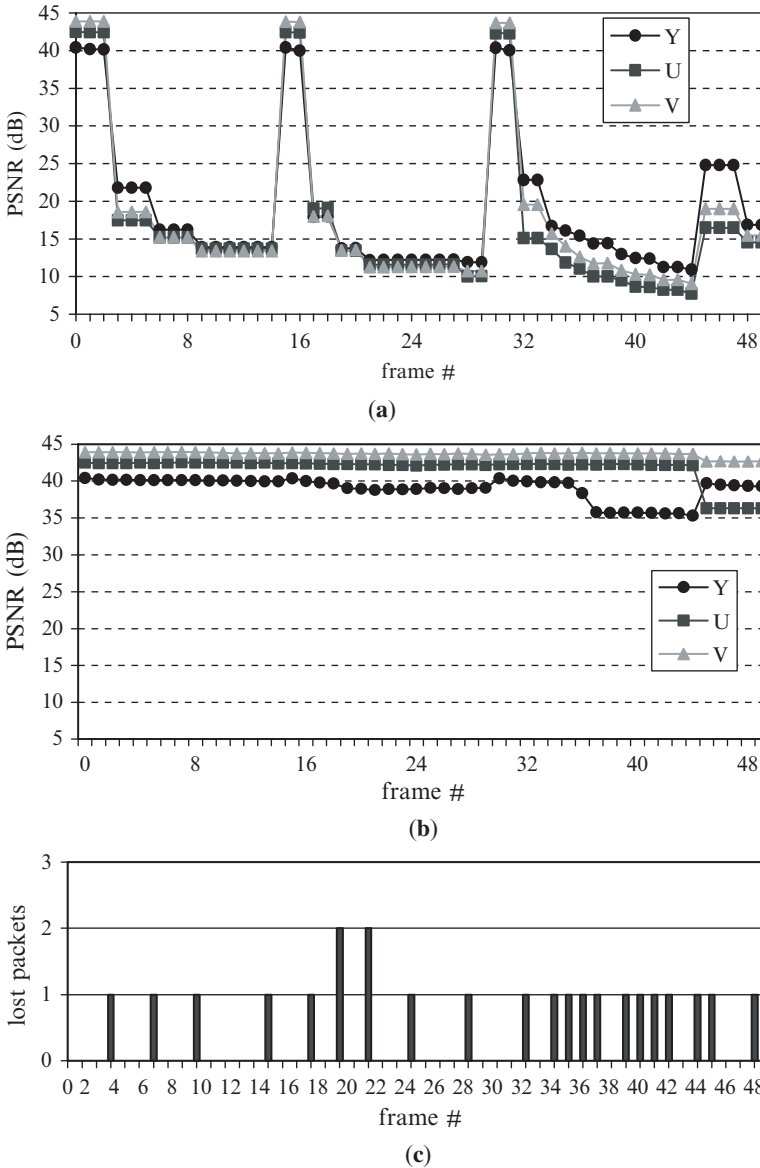 45
40
35
30
25
20
15
10
5
PSNR (dB)
Y
U
V
0 8 16 24 32 40 48
frame #
(a)
45
40
35
30
25
20
15
10
5
PSNR (dB)
Y
U
V
0 8 16 24 32 40 48
frame #
(b)
3
2
1
0
lost packets
0 2 4 6 8 10 12 14 16 18 20 22 24 26 28 30 32 34 36 38 40 42 44 46 48
frame #
(c)